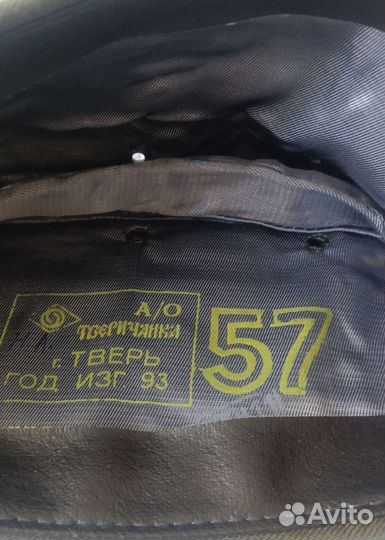 А/О
ТВЕРИЧАНКА
г. ТВЕРЬ
ГОД ИЗГ. 93
57
Avito